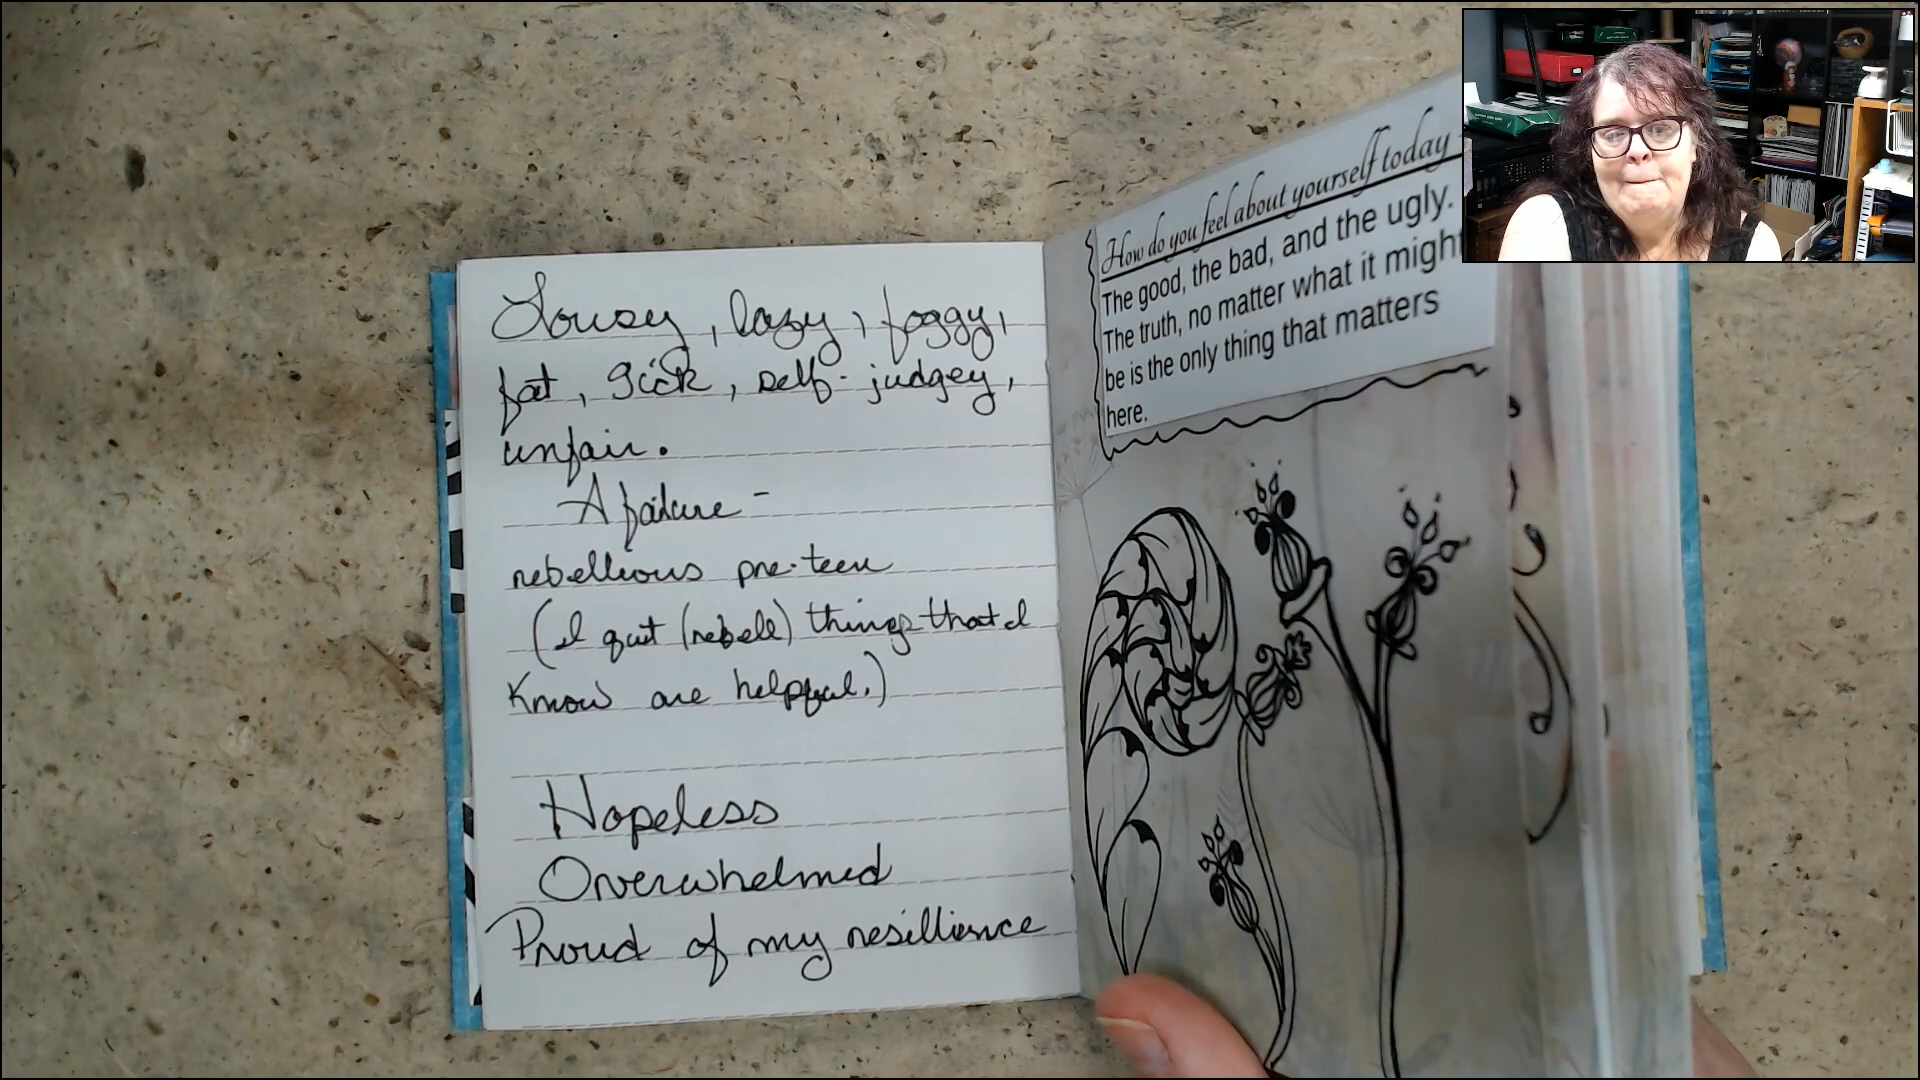 Lousy, lazy, foggy,
fat, sick, self-judgey,
unfair.
A failure -
rebellious pre-teen
(I quit (rebell) things that I
know are helpful.)
Hopeless
Overwhelmed
Proud of my resillience
How do you feel about yourself today
The good, the bad, and the ugly.
The truth, no matter what it might
be is the only thing that matters
here.